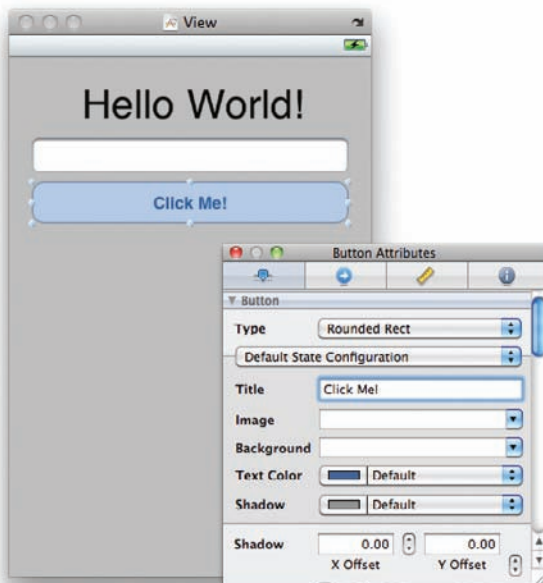 View
Hello World!
Click Me!
Button Attributes
Button
Type Rounded Rect
Default State Configuration
Title Click Me!
Image
Background
Text Color Default
Shadow Default
Shadow 0.00 0.00
X Offset Y Offset